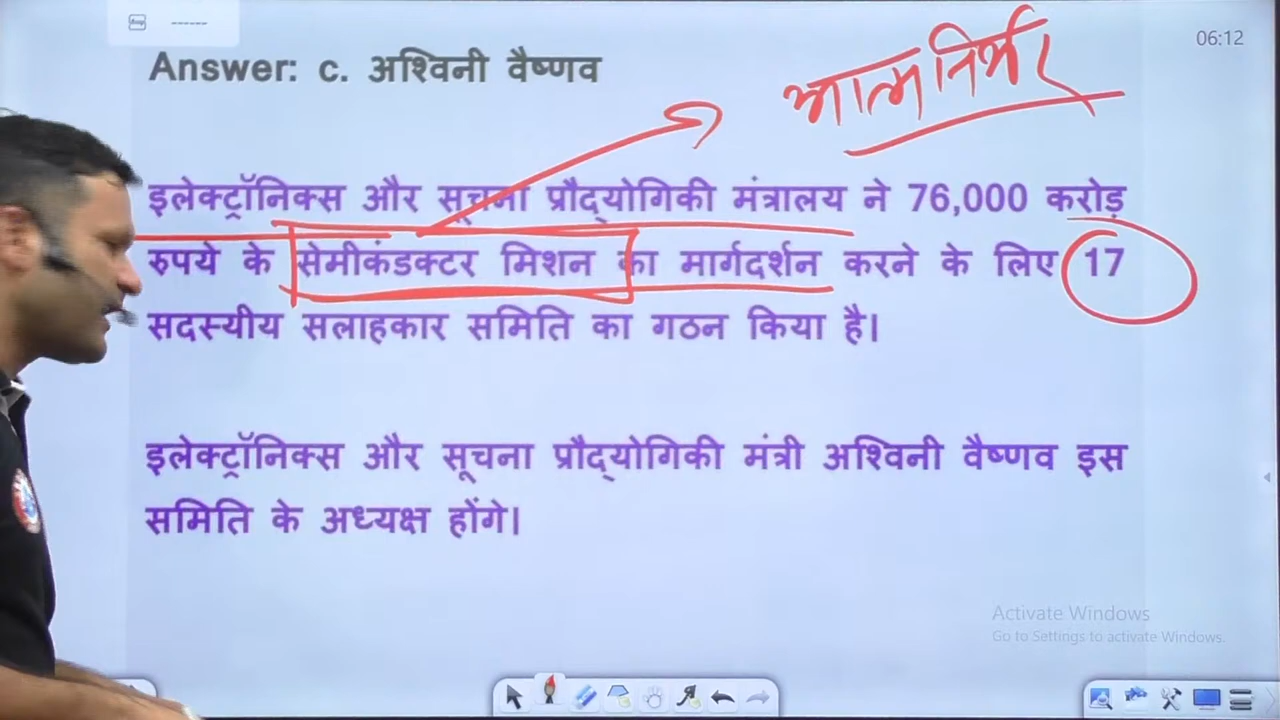 06:12
आत्मनिर्भर
Answer: c. अश्विनी वैष्णव
इलेक्ट्रॉनिक्स और सूचना प्रौद्योगिकी मंत्रालय ने 76,000 करोड़
रुपये के सेमीकंडक्टर मिशन का मार्गदर्शन करने के लिए 17
सदस्यीय सलाहकार समिति का गठन किया है।
इलेक्ट्रॉनिक्स और सूचना प्रौद्योगिकी मंत्री अश्विनी वैष्णव इस
समिति के अध्यक्ष होंगे।
Activate Windows
Go to Settings to activate Windows.